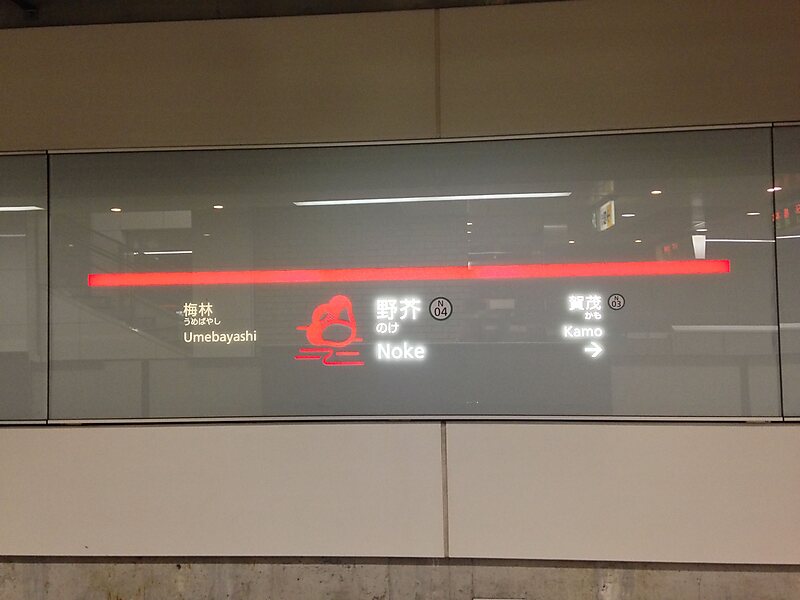 梅林
うめばやし
Umebayashi
野芥 N 04
のけ
Noke
賀茂 N 03
かも
Kamo
→